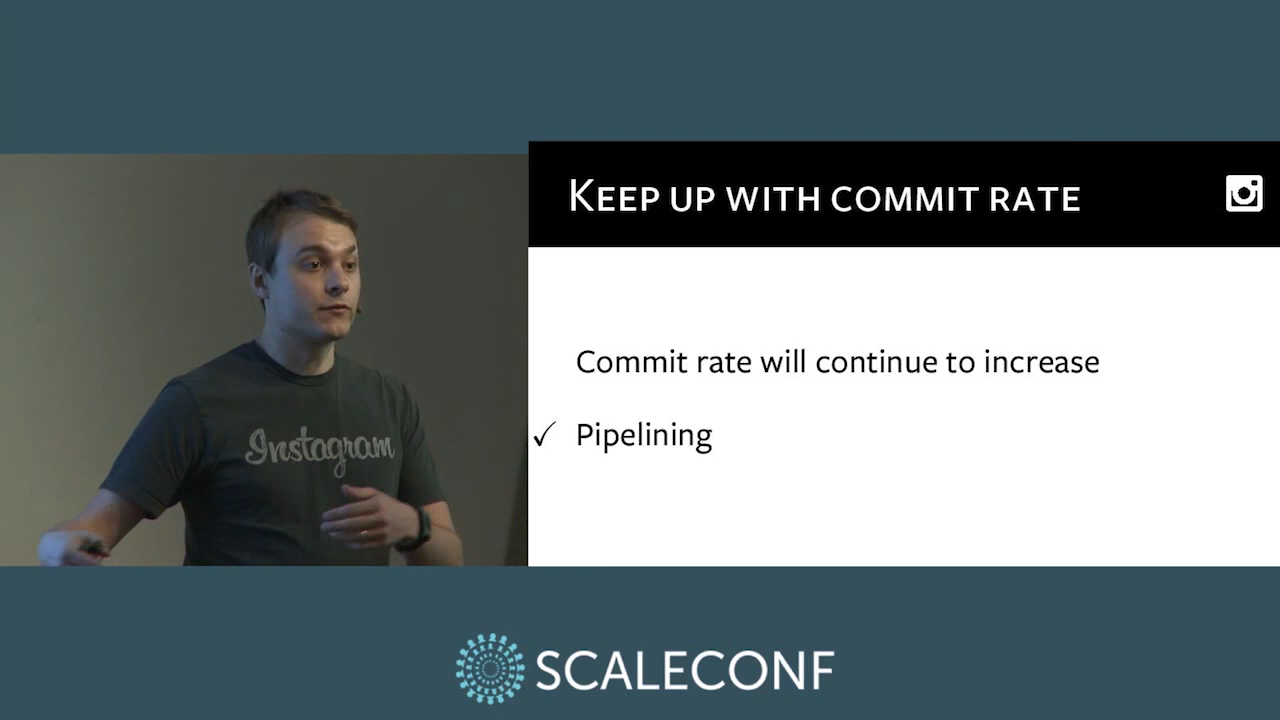 KEEP UP WITH COMMIT RATE
Commit rate will continue to increase
✓ Pipelining
Instagram
SCALECONF